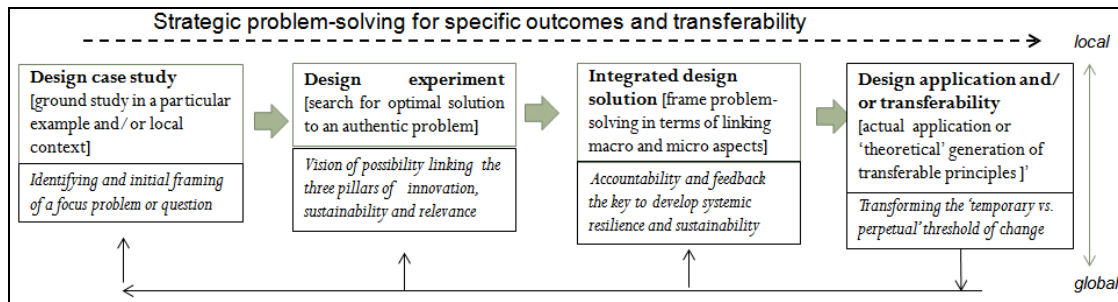 Strategic problem-solving for specific outcomes and transferability
local
Design case study
[ground study in a particular
example and/or local
context]
Identifying and initial framing
of a focus problem or question
Design experiment
[search for optimal solution
to an authentic problem]
Vision of possibility linking the
three pillars of innovation,
sustainability and relevance
Integrated design
solution [frame problem-
solving in terms of linking
macro and micro aspects]
Accountability and feedback
the key to develop systemic
resilience and sustainability
Design application and/
or transferability
[actual application or
‘theoretical’ generation of
transferable principles ]’
Transforming the ‘temporary vs.
perpetual’ threshold of change
global